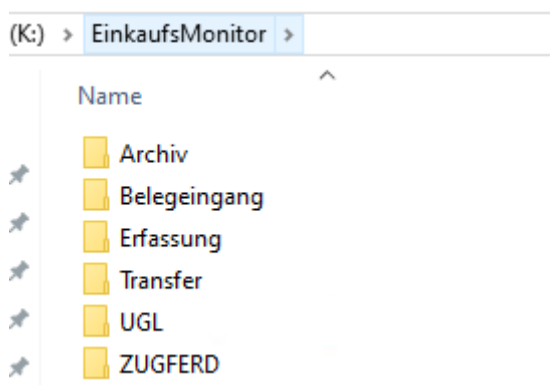 (K:) > EinkaufsMonitor >
Name
Archiv
Belegeingang
Erfassung
Transfer
UGL
ZUGFERD